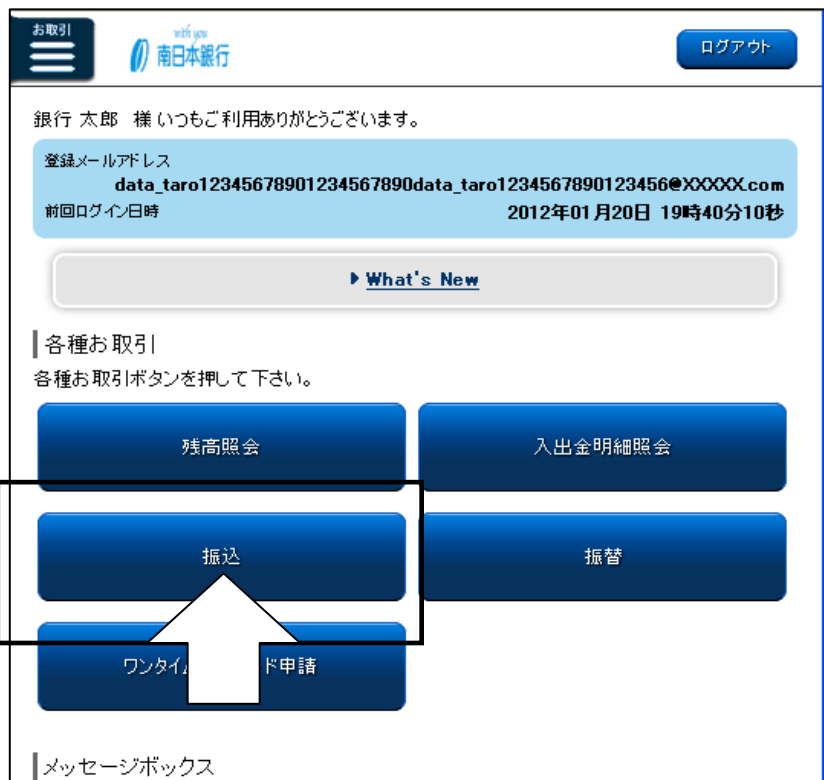 お取引
with you
南日本銀行
ログアウト
銀行 太郎 様 いつもご利用ありがとうございます。
登録メールアドレス
data_taro12345678901234567890data_taro1234567890123456@XXXXX.com
前回ログイン日時
2012年01月20日 19時40分10秒
What's New
各種お取引
各種お取引ボタンを押して下さい。
残高照会
入出金明細照会
振込
振替
ワンタイ ド申請
メッセージボックス